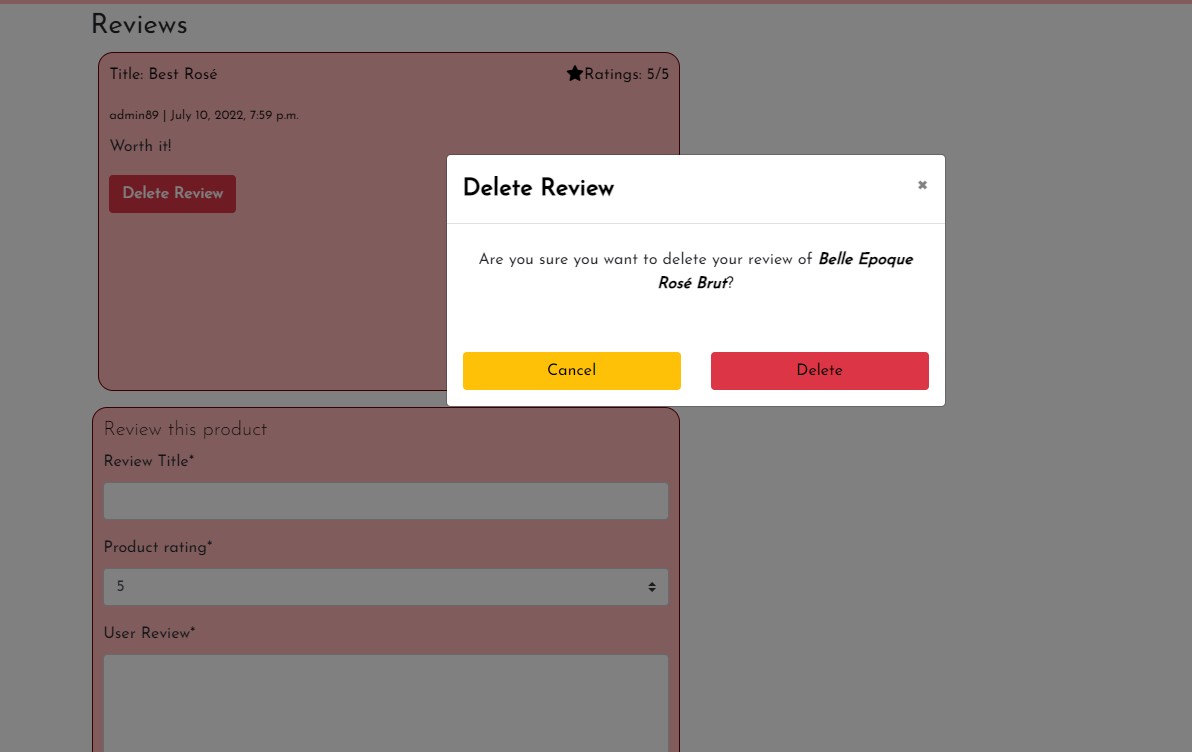 Reviews
Title: Best Rosé
Ratings: 5/5
admin89 | July 10, 2022, 7:59 p.m.
Worth it!
Delete Review
Delete Review
×
Are you sure you want to delete your review of Belle Epoque
Rosé Brut?
Cancel
Delete
Review this product
Review Title*
Product rating*
5
User Review*